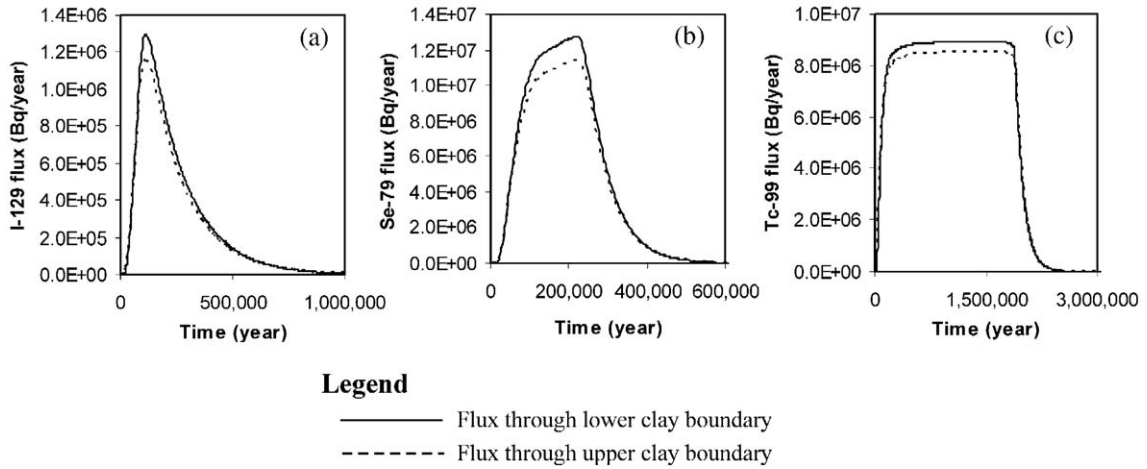 I-129 flux (Bq/year)
1.4E+06
1.2E+06
1.0E+06
8.0E+05
6.0E+05
4.0E+05
2.0E+05
0.0E+00
(a)
0
500,000
1,000,000
Time (year)
Se-79 flux (Bq/year)
1.4E+07
1.2E+07
1.0E+07
8.0E+06
6.0E+06
4.0E+06
2.0E+06
0.0E+00
(b)
0
200,000
400,000
600,000
Time (year)
Tc-99 flux (Bq/year)
1.0E+07
8.0E+06
6.0E+06
4.0E+06
2.0E+06
0.0E+00
(c)
0
1,500,000
3,000,000
Time (year)
Legend
Flux through lower clay boundary
Flux through upper clay boundary